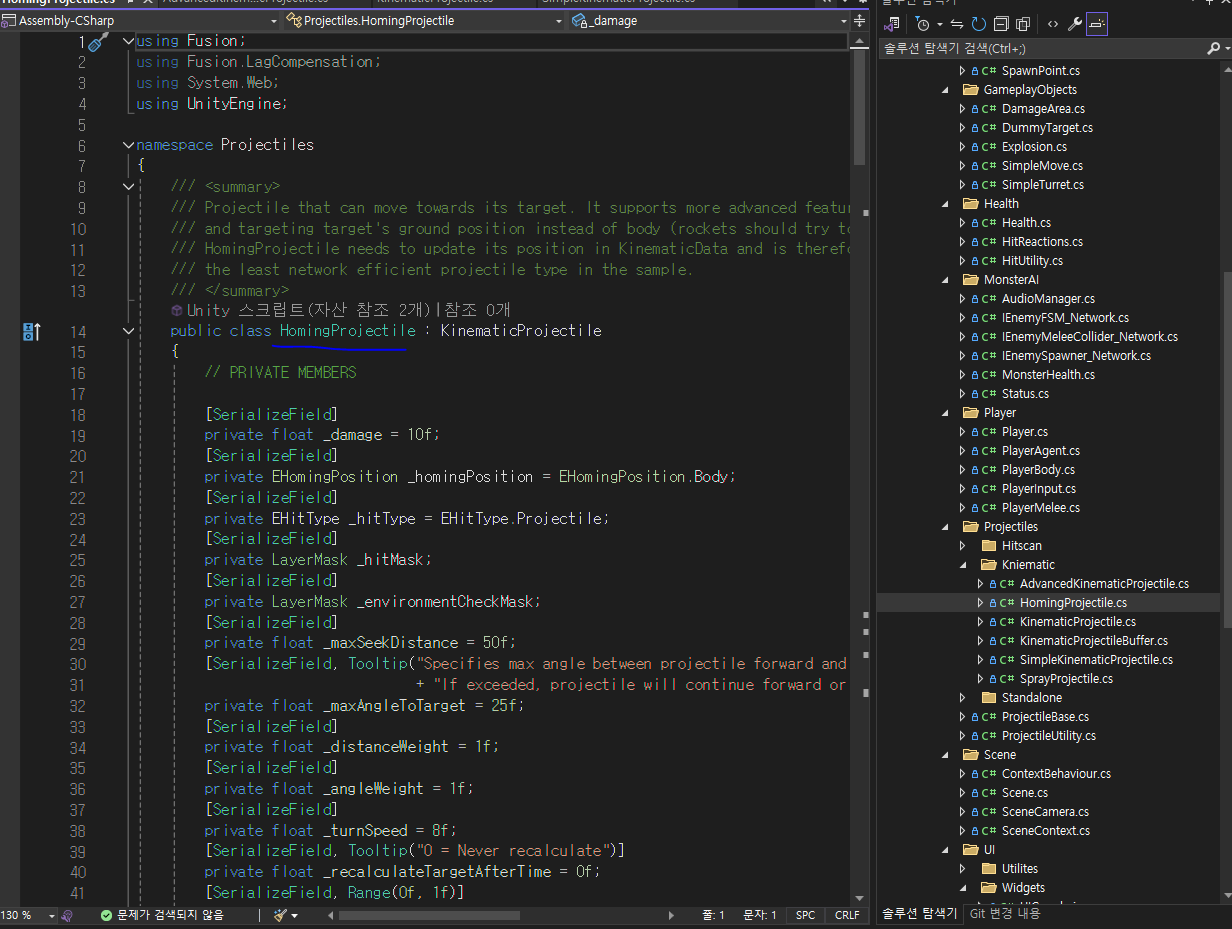 Assembly-CSharp
Projectiles.HomingProjectile
_damage
1 using Fusion;
2 using Fusion.LagCompensation;
3 using System.Web;
4 using UnityEngine;
5
6 namespace Projectiles
7 {
8 /// <summary>
9 /// Projectile that can move towards its target. It supports more advanced
10 /// and targeting target's ground position instead of body (rockets should try
11 /// HomingProjectile needs to update its position in KinematicData and is
12 /// the least network efficient projectile type in the sample.
13 /// </summary>
Unity 스크립트(자산 참조 2개)|참조 0개
14 public class HomingProjectile : KinematicProjectile
15 {
16 // PRIVATE MEMBERS
17
18 [SerializeField]
19 private float _damage = 10f;
20 [SerializeField]
21 private EHomingPosition _homingPosition = EHomingPosition.Body;
22 [SerializeField]
23 private EHitType _hitType = EHitType.Projectile;
24 [SerializeField]
25 private LayerMask _hitMask;
26 [SerializeField]
27 private LayerMask _environmentCheckMask;
28 [SerializeField]
29 private float _maxSeekDistance = 50f;
30 [SerializeField, Tooltip("Specifies max angle between projectile forward and
31 + "If exceeded, projectile will continue forward or
32 private float _maxAngleToTarget = 25f;
33 [SerializeField]
34 private float _distanceWeight = 1f;
35 [SerializeField]
36 private float _angleWeight = 1f;
37 [SerializeField]
38 private float _turnSpeed = 8f;
39 [SerializeField, Tooltip("0 = Never recalculate")]
40 private float _recalculateTargetAfterTime = 0f;
41 [SerializeField, Range(0f, 1f)]
130 %
문제가 검색되지 않음
줄: 1
문자: 1
SPC
CRLF
솔루션 탐색기 검색(Ctrl+;)
C# SpawnPoint.cs
GameplayObjects
C# DamageArea.cs
C# DummyTarget.cs
C# Explosion.cs
C# SimpleMove.cs
C# SimpleTurret.cs
Health
C# Health.cs
C# HitReactions.cs
C# HitUtility.cs
MonsterAI
C# AudioManager.cs
C# IEnemyFSM_Network.cs
C# IEnemyMeleeCollider_Network.cs
C# IEnemySpawner_Network.cs
C# MonsterHealth.cs
C# Status.cs
Player
C# Player.cs
C# PlayerAgent.cs
C# PlayerBody.cs
C# PlayerInput.cs
C# PlayerMelee.cs
Projectiles
Hitscan
Kniematic
C# AdvancedKinematicProjectile.cs
C# HomingProjectile.cs
C# KinematicProjectile.cs
C# KinematicProjectileBuffer.cs
C# SimpleKinematicProjectile.cs
C# SprayProjectile.cs
Standalone
C# ProjectileBase.cs
C# ProjectileUtility.cs
Scene
C# ContextBehaviour.cs
C# Scene.cs
C# SceneCamera.cs
C# SceneContext.cs
UI
Utilites
Widgets
솔루션 탐색기
Git 변경 내용